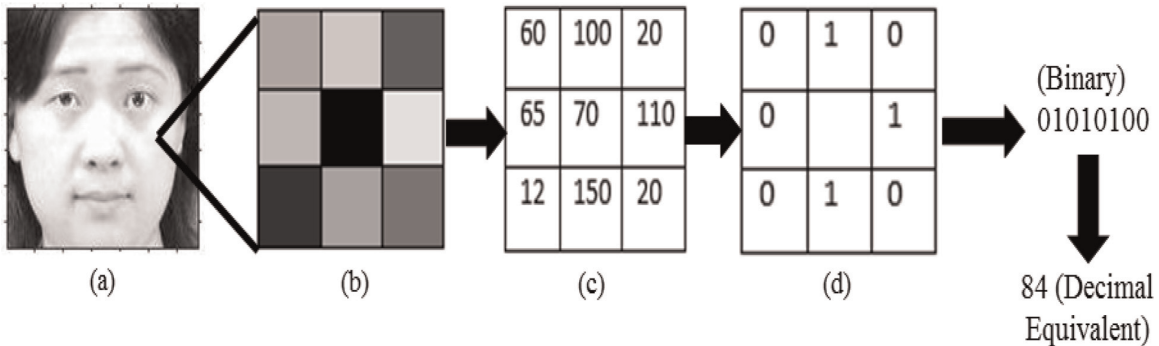 60 100 20
65 70 110
12 150 20
0 1 0
0 1
0 1 0
(Binary)
01010100
84 (Decimal
Equivalent)
(a) (b) (c) (d)